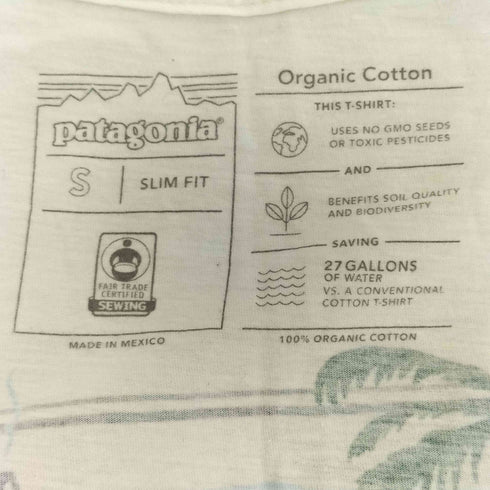 patagonia®
S | SLIM FIT
FAIR TRADE
CERTIFIED
SEWING
MADE IN MEXICO
Organic Cotton
THIS T-SHIRT:
USES NO GMO SEEDS
OR TOXIC PESTICIDES
AND
BENEFITS SOIL QUALITY
AND BIODIVERSITY
SAVING
27 GALLONS
OF WATER
VS. A CONVENTIONAL
COTTON T-SHIRT
100% ORGANIC COTTON